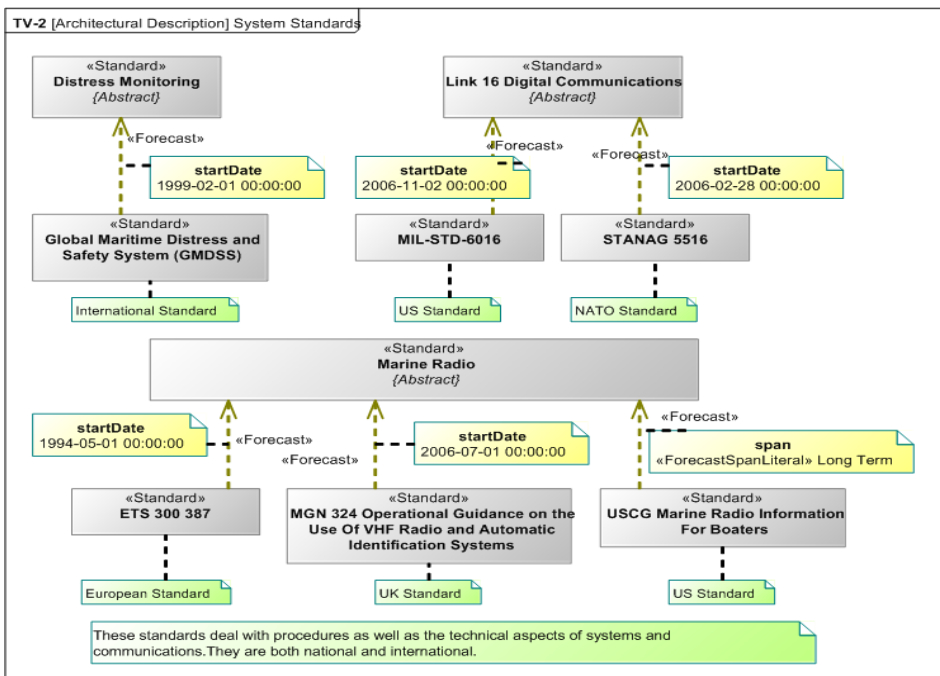 TV-2 [Architectural Description] System Standards
«Standard»
Distress Monitoring
{Abstract}
«Standard»
Link 16 Digital Communications
{Abstract}
«Forecast»
startDate
1999-02-01 00:00:00
«Forecast»
startDate
2006-11-02 00:00:00
«Forecast»
startDate
2006-02-28 00:00:00
«Standard»
Global Maritime Distress and
Safety System (GMDSS)
«Standard»
MIL-STD-6016
«Standard»
STANAG 5516
International Standard
US Standard
NATO Standard
«Standard»
Marine Radio
{Abstract}
startDate
1994-05-01 00:00:00
«Forecast»
«Forecast»
startDate
2006-07-01 00:00:00
«Forecast»
span
«ForecastSpanLiteral» Long Term
«Standard»
ETS 300 387
«Standard»
MGN 324 Operational Guidance on the
Use Of VHF Radio and Automatic
Identification Systems
«Standard»
USCG Marine Radio Information
For Boaters
European Standard
UK Standard
US Standard
These standards deal with procedures as well as the technical aspects of systems and
communications.They are both national and international.